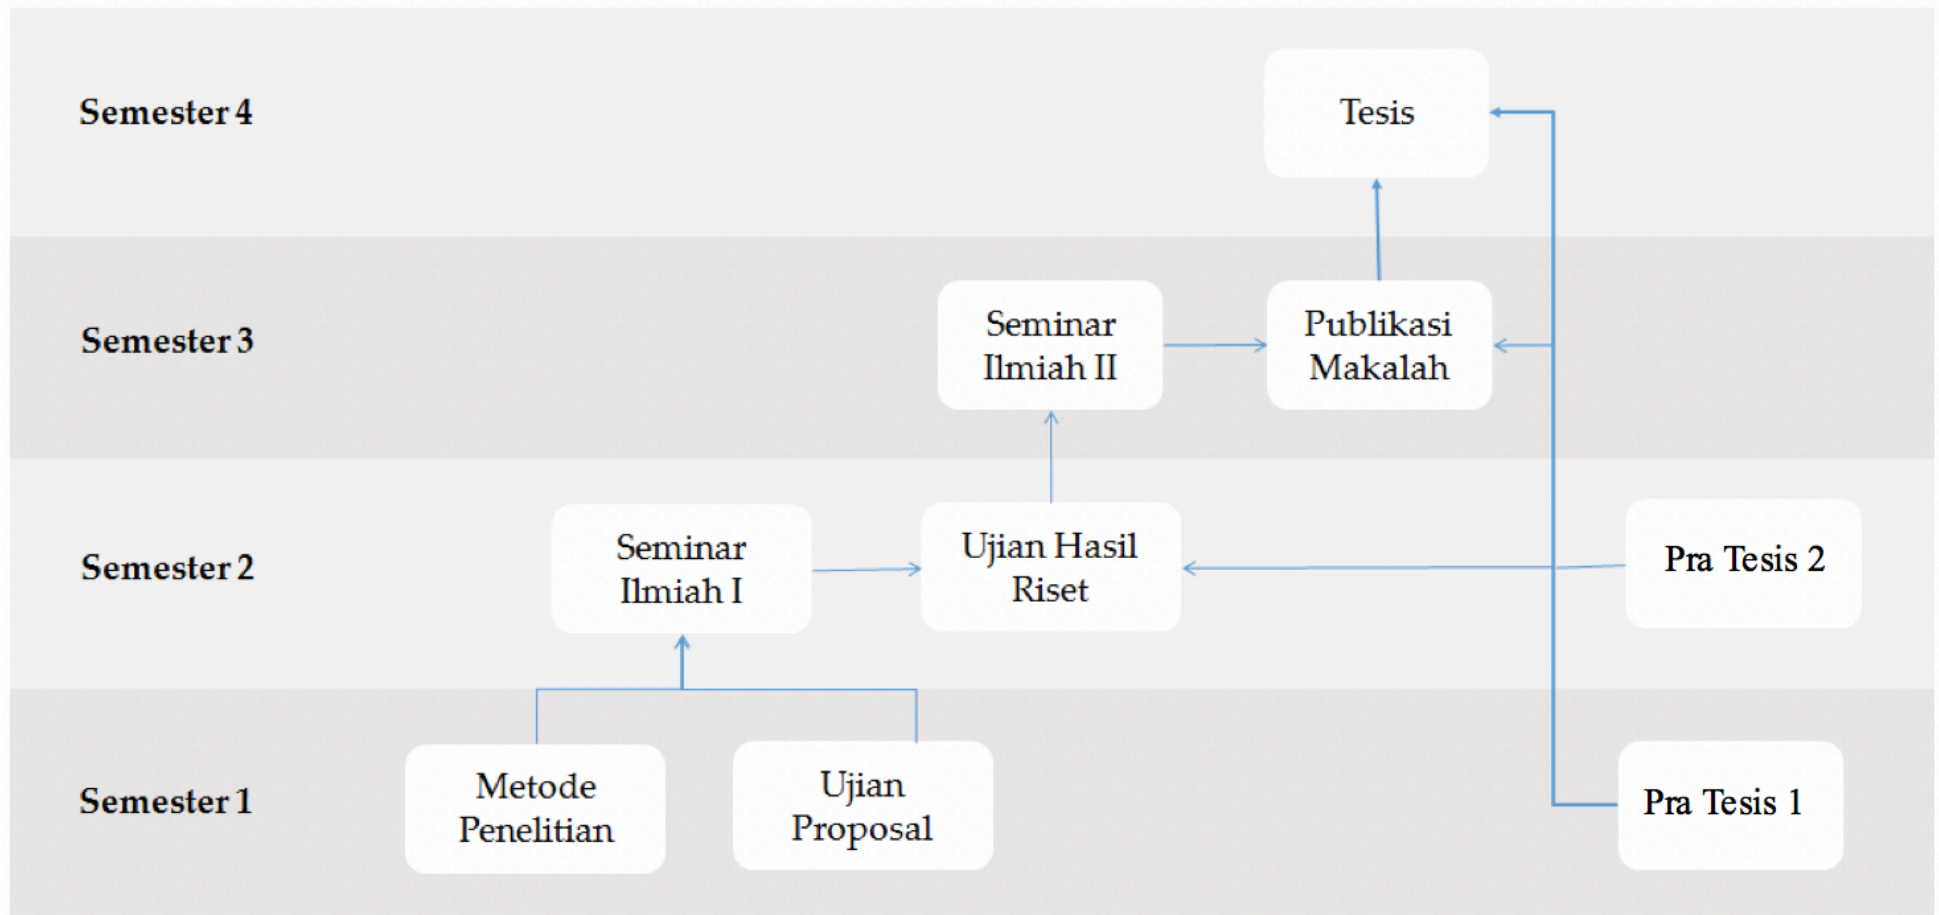 Semester 4
Tesis
Semester 3
Seminar
Ilmiah II
Publikasi
Makalah
Semester 2
Seminar
Ilmiah I
Ujian Hasil
Riset
Pra Tesis 2
Semester 1
Metode
Penelitian
Ujian
Proposal
Pra Tesis 1